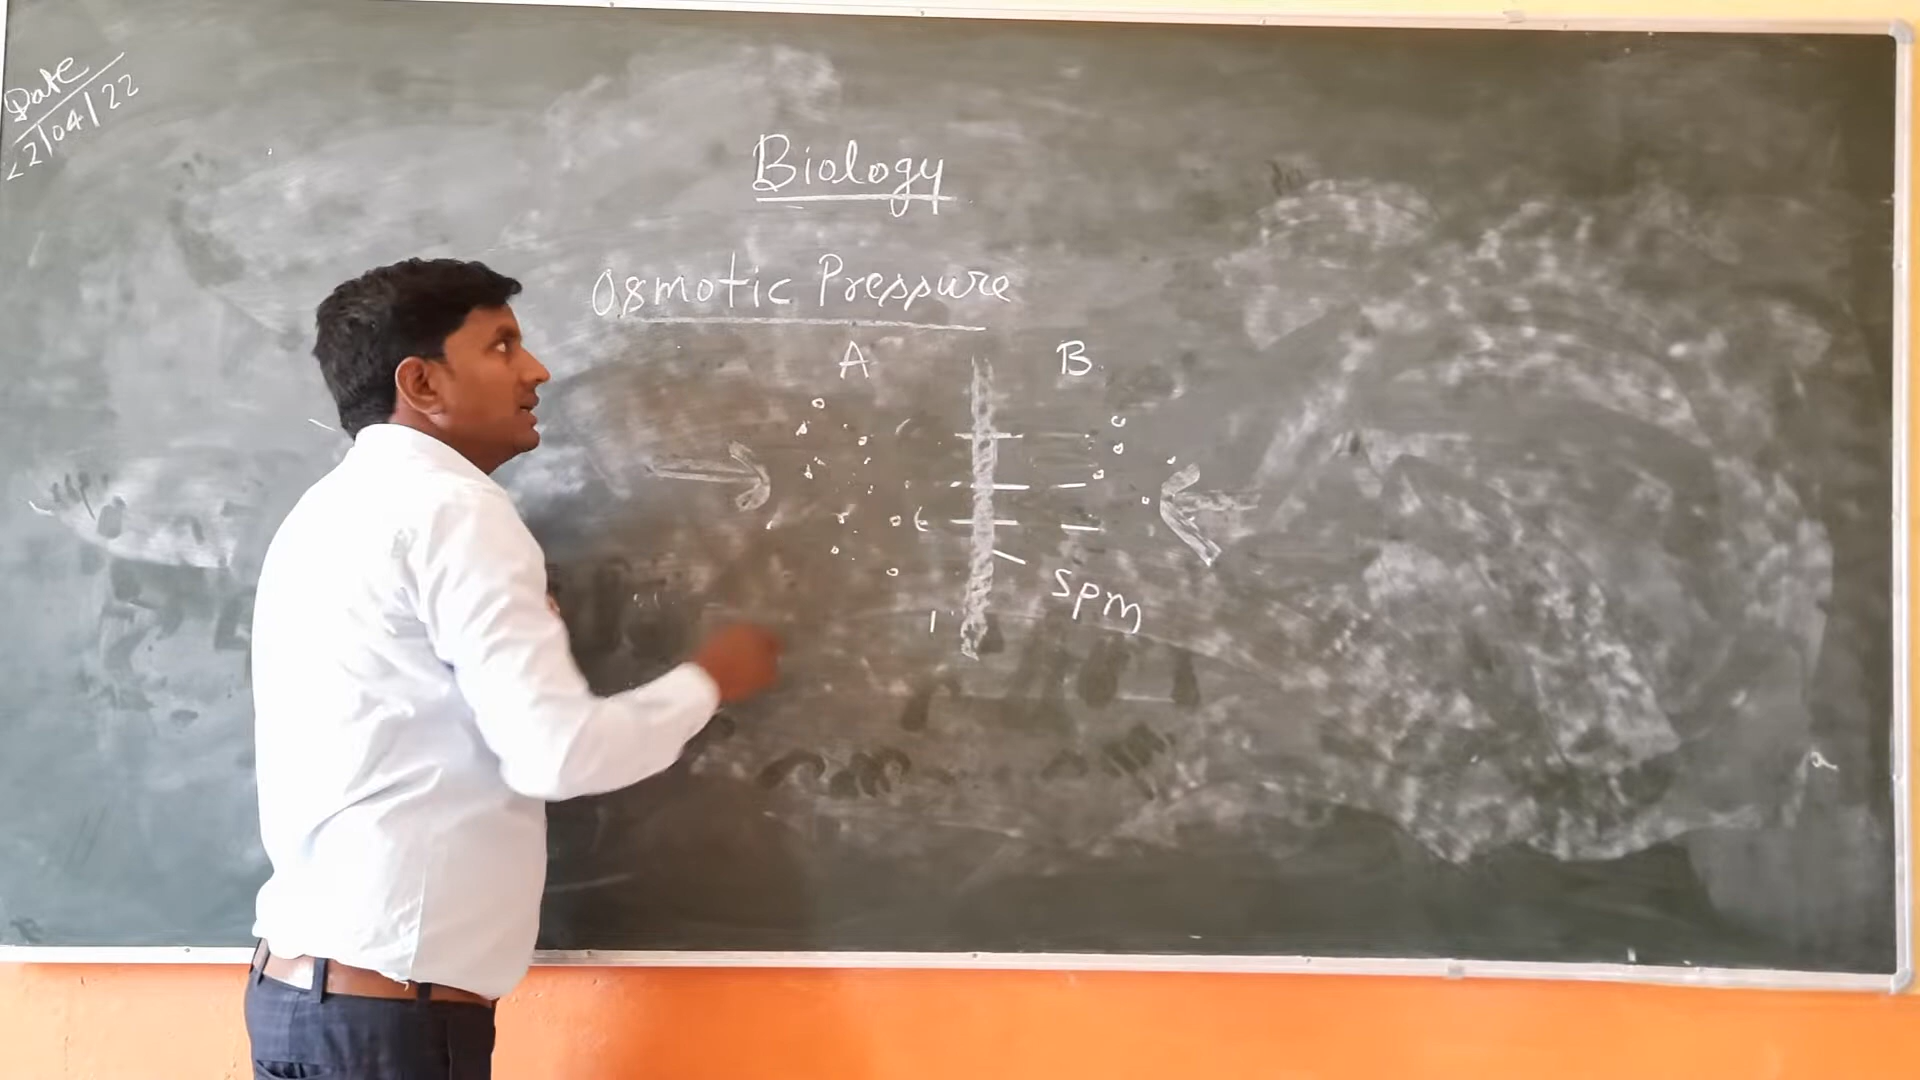 Date
22/04/22
Biology
Osmotic Pressure
A B
SPM